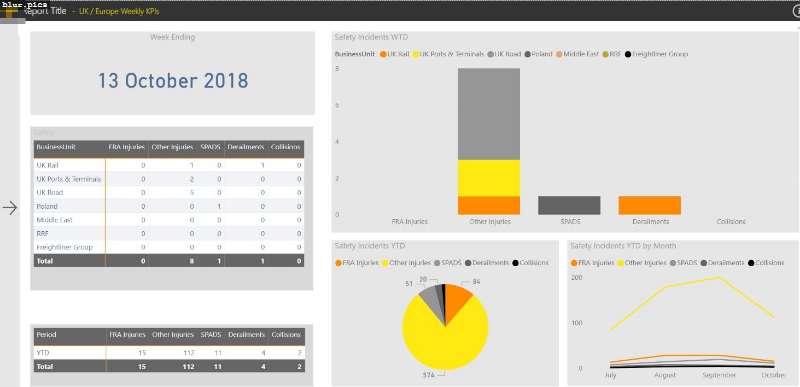 blur.pics
Report Title - UK / Europe Weekly KPIs
Week Ending
13 October 2018
Safety
BusinessUnit FRA Injuries Other Injuries SPADS Derailments Collisions
UK Rail 0 1 0 1 0
UK Ports & Terminals 0 2 0 0 0
UK Road 0 5 0 0 0
Poland 0 0 1 0 0
Middle East 0 0 0 0 0
RRF 0 0 0 0 0
Freightliner Group 0 0 0 0 0
Total 0 8 1 1 0
Period FRA Injuries Other Injuries SPADS Derailments Collisions
YTD 15 112 11 4 2
Total 15 112 11 4 2
Safety Incidents WTD
BusinessUnit UK Rail UK Ports & Terminals UK Road Poland Middle East RRF Freightliner Group
8
6
4
2
0
FRA Injuries Other Injuries SPADS Derailments Collisions
Safety Incidents YTD
FRA Injuries Other Injuries SPADS Derailments Collisions
20
51
84
574
Safety Incidents YTD by Month
FRA Injuries Other Injuries SPADS Derailments Collisions
200
100
0
July August September October